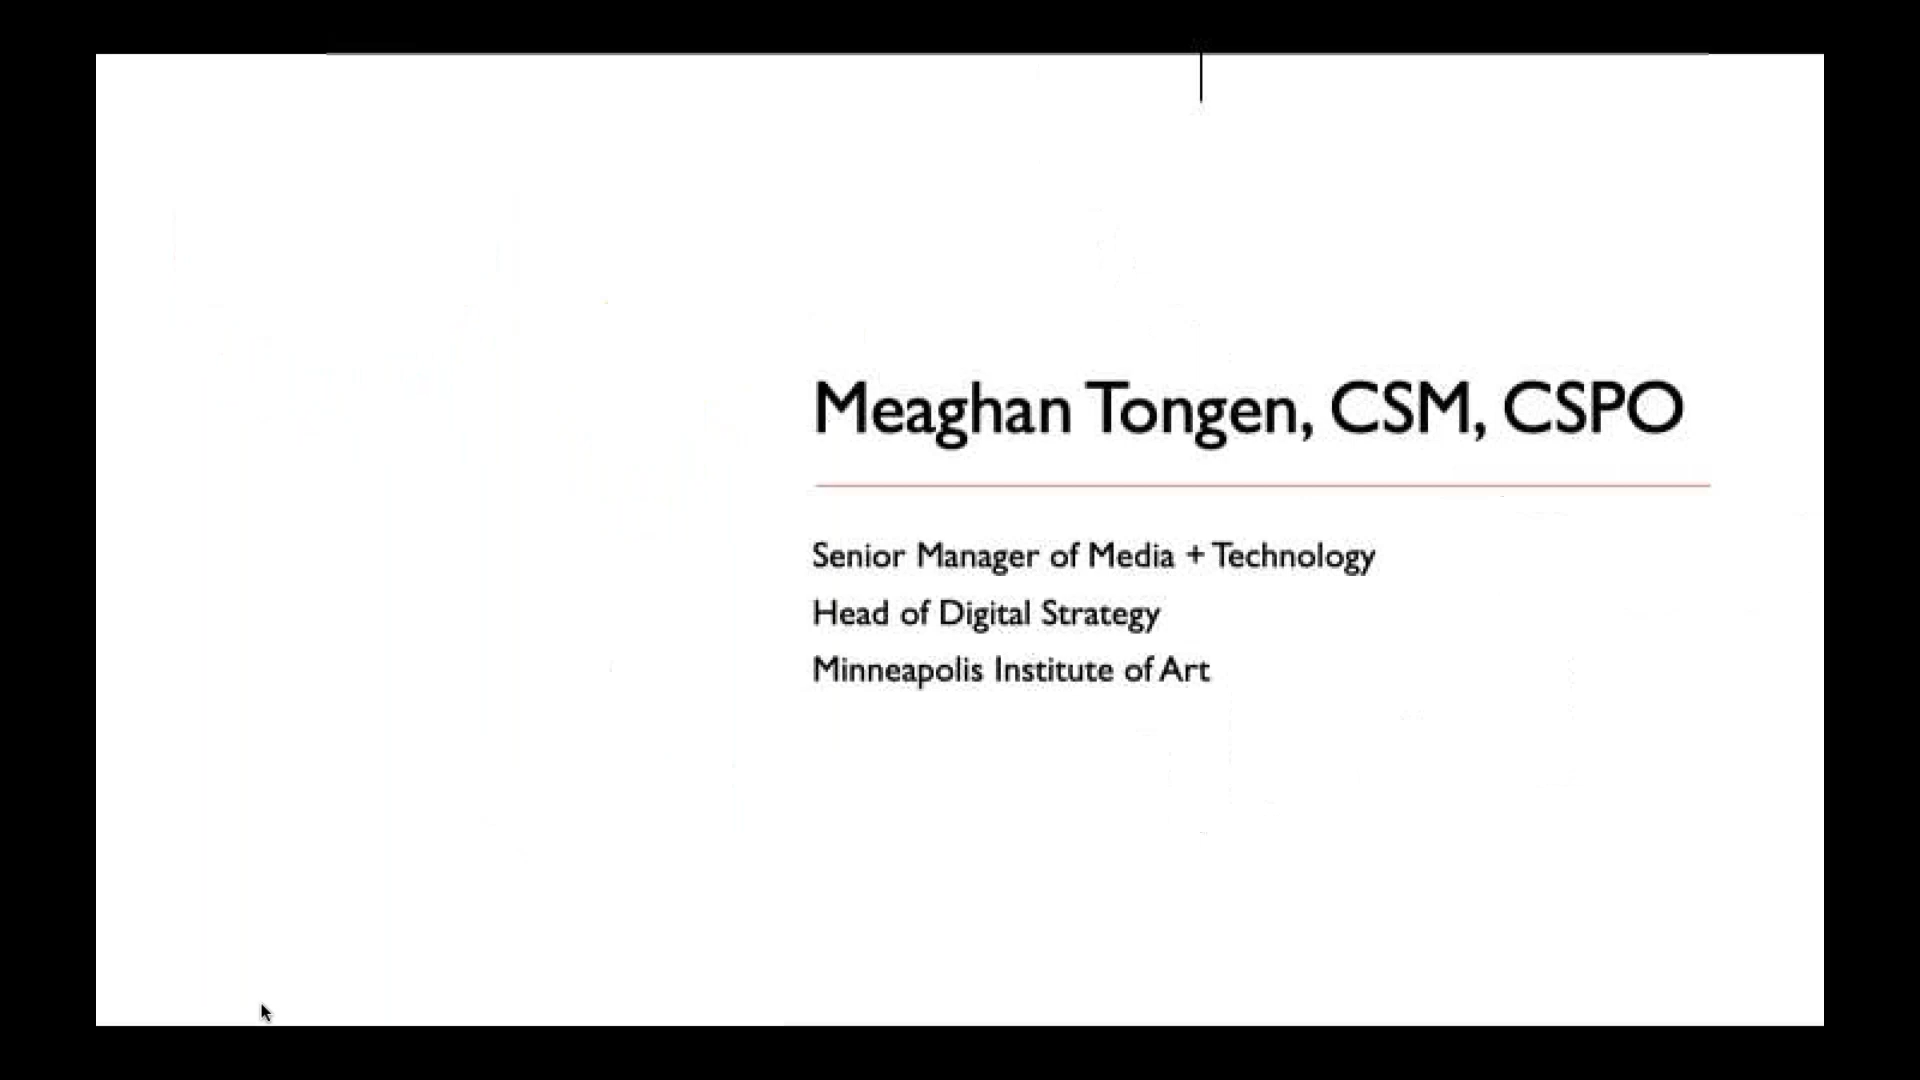 Meaghan Tongen, CSM, CSPO
Senior Manager of Media + Technology
Head of Digital Strategy
Minneapolis Institute of Art